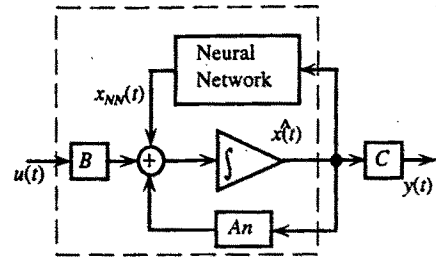 Neural
Network
x_NN(t)
x̂(t)
B
+
∫
C
u(t)
y(t)
An